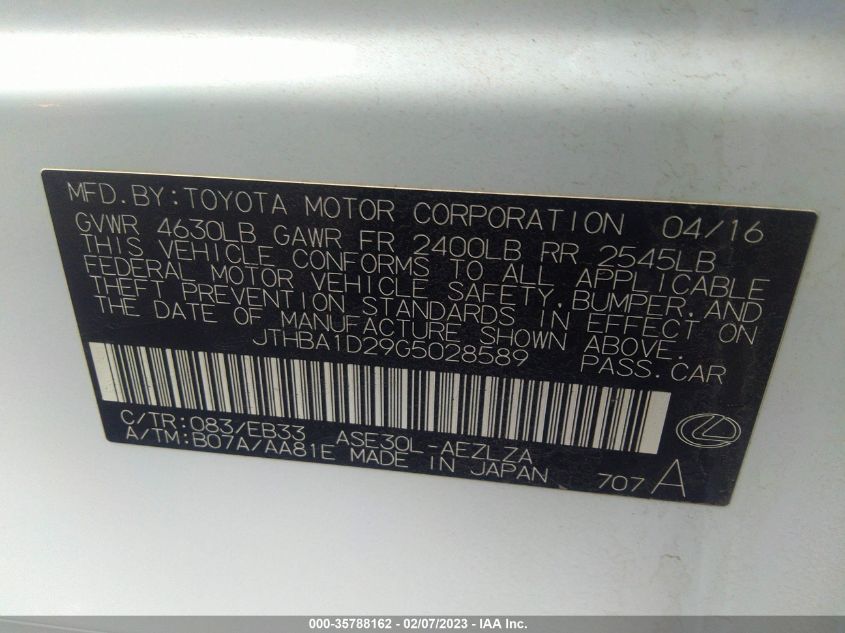 MFD.BY:TOYOTA MOTOR CORPORATION 04/16
GVWR 4630LB GAWR FR 2400LB RR 2545LB
THIS VEHICLE CONFORMS TO ALL APPLICABLE
FEDERAL MOTOR VEHICLE SAFETY,BUMPER,AND
THEFT PREVENTION STANDARDS IN EFFECT ON
THE DATE OF MANUFACTURE SHOWN ABOVE.
JTHBA1D29G5028589 PASS.CAR
C/TR:083/EB33 ASE30L-AEZLZA
A/TM:B07A/AA81E MADE IN JAPAN 707 A
000-35788162 - 02/07/2023 - IAA Inc.